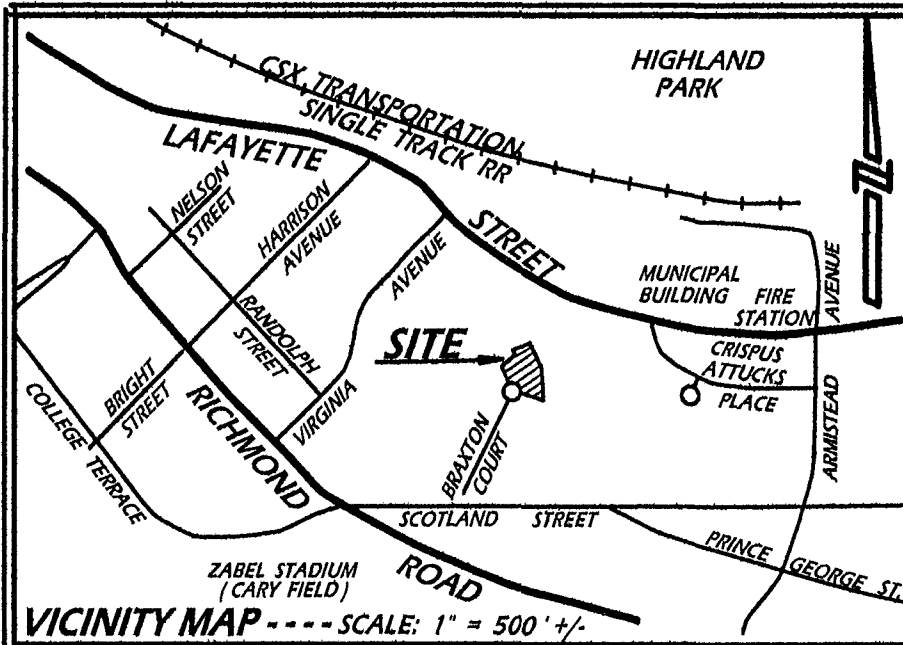 HIGHLAND
PARK
CSX TRANSPORTATION
SINGLE TRACK RR
LAFAYETTE
STREET
NELSON
STREET
HARRISON
AVENUE
AVENUE
VIRGINIA
RANDOLPH
STREET
MUNICIPAL
BUILDING
FIRE
STATION
AVENUE
ARMISTEAD
N
SITE
CRISPUS
ATTUCKS
PLACE
BRIGHT
STREET
RICHMOND
ROAD
COLLEGE TERRACE
BRAXTON
COURT
SCOTLAND STREET
PRINCE GEORGE ST.
ZABEL STADIUM
(CARY FIELD)
VICINITY MAP ---- SCALE: 1" = 500 ' +/-